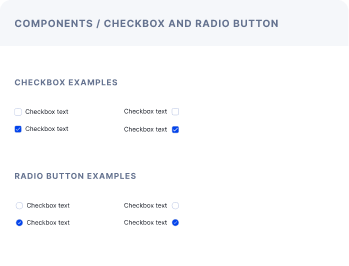 COMPONENTS / CHECKBOX AND RADIO BUTTON
CHECKBOX EXAMPLES
Checkbox text Checkbox text
Checkbox text Checkbox text
RADIO BUTTON EXAMPLES
Checkbox text Checkbox text
Checkbox text Checkbox text